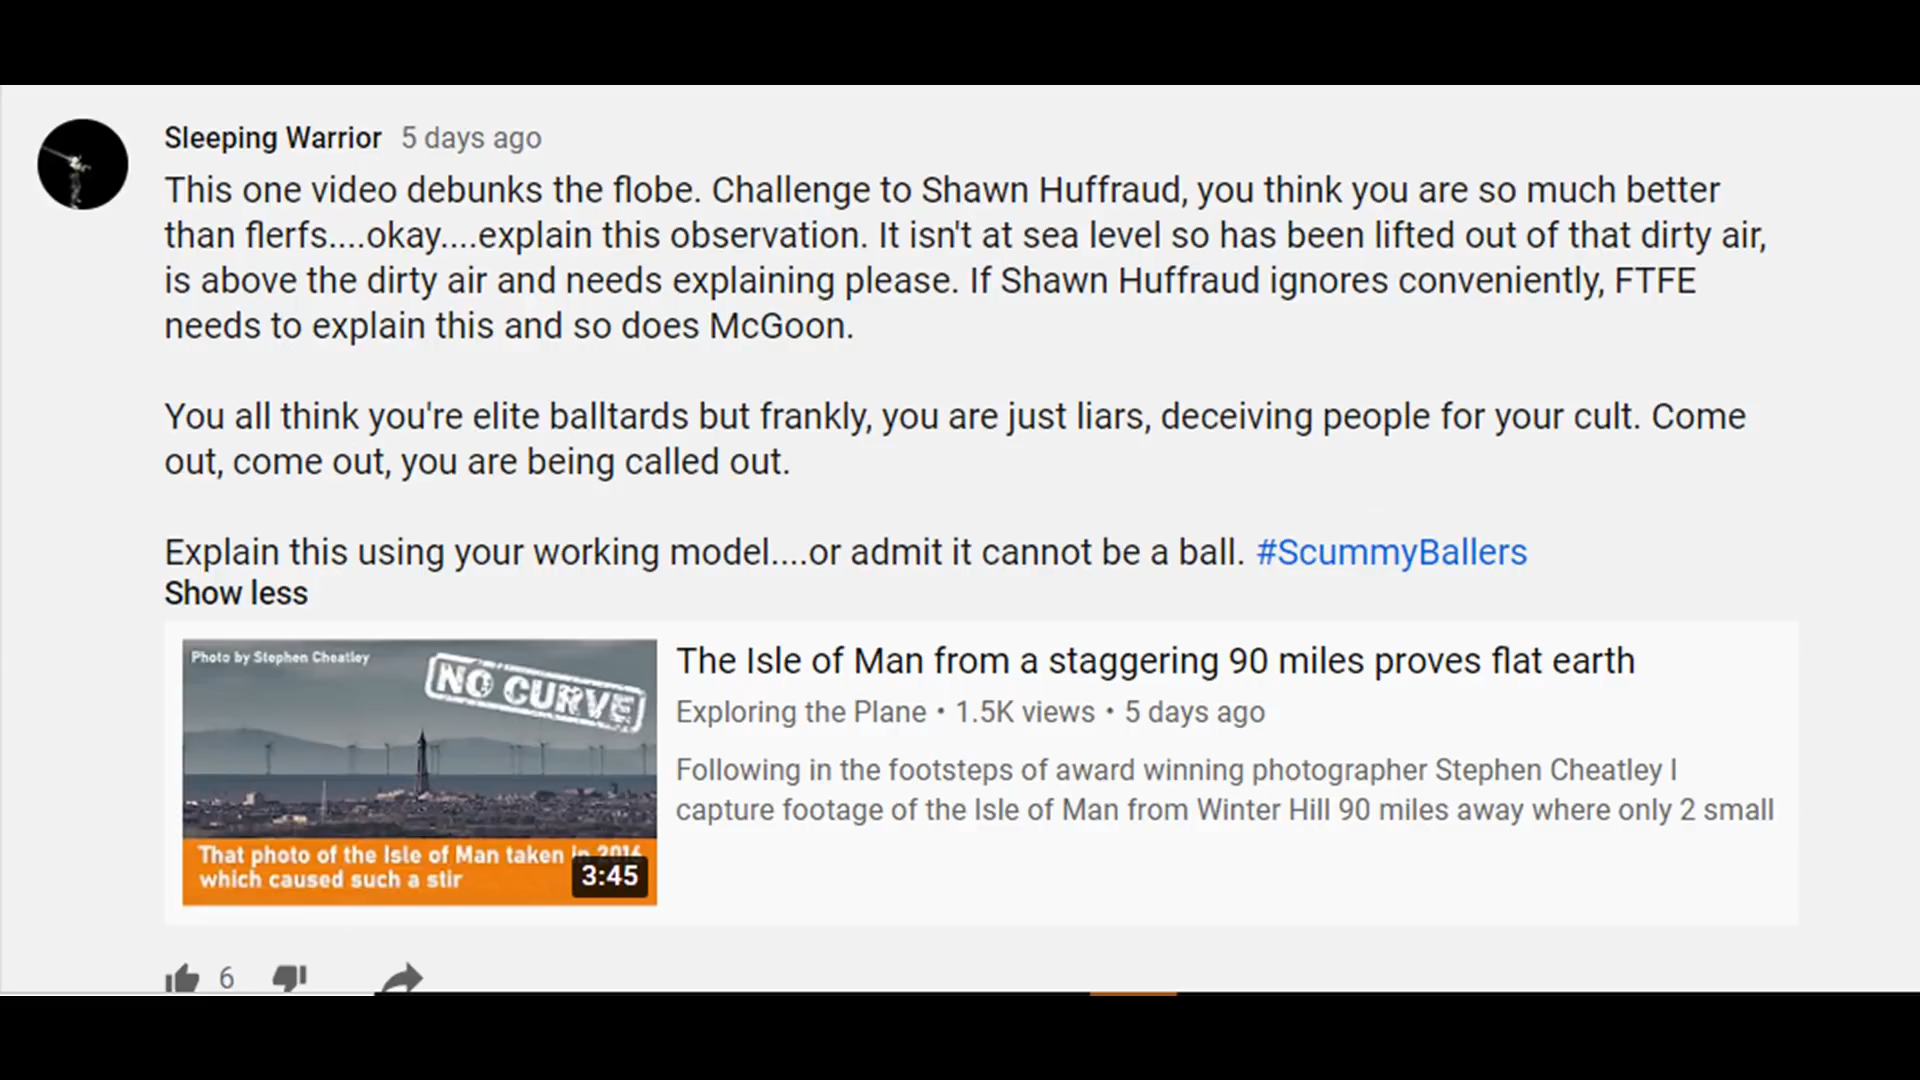 Sleeping Warrior 5 days ago
This one video debunks the flobe. Challenge to Shawn Huffraud, you think you are so much better
than flerfs....okay....explain this observation. It isn't at sea level so has been lifted out of that dirty air,
is above the dirty air and needs explaining please. If Shawn Huffraud ignores conveniently, FTFE
needs to explain this and so does McGoon.
You all think you're elite balltards but frankly, you are just liars, deceiving people for your cult. Come
out, come out, you are being called out.
Explain this using your working model....or admit it cannot be a ball. #ScummyBallers
Show less
Photo by Stephen Cheatley
NO CURVE
That photo of the Isle of Man taken in 2016
which caused such a stir
3:45
The Isle of Man from a staggering 90 miles proves flat earth
Exploring the Plane • 1.5K views • 5 days ago
Following in the footsteps of award winning photographer Stephen Cheatley I
capture footage of the Isle of Man from Winter Hill 90 miles away where only 2 small
6